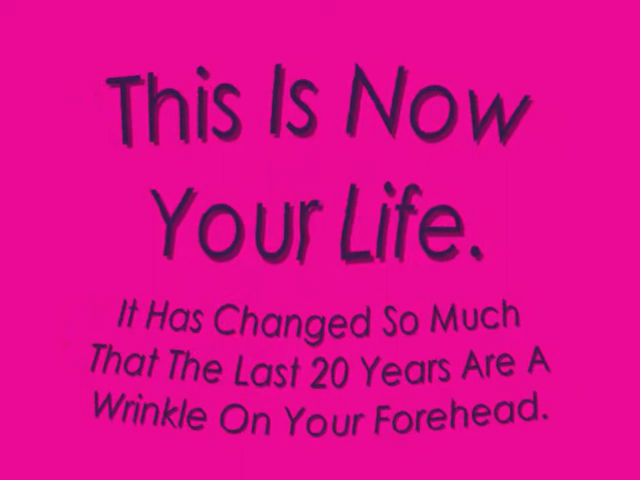 This Is Now
Your Life.
It Has Changed So Much
That The Last 20 Years Are A
Wrinkle On Your Forehead.